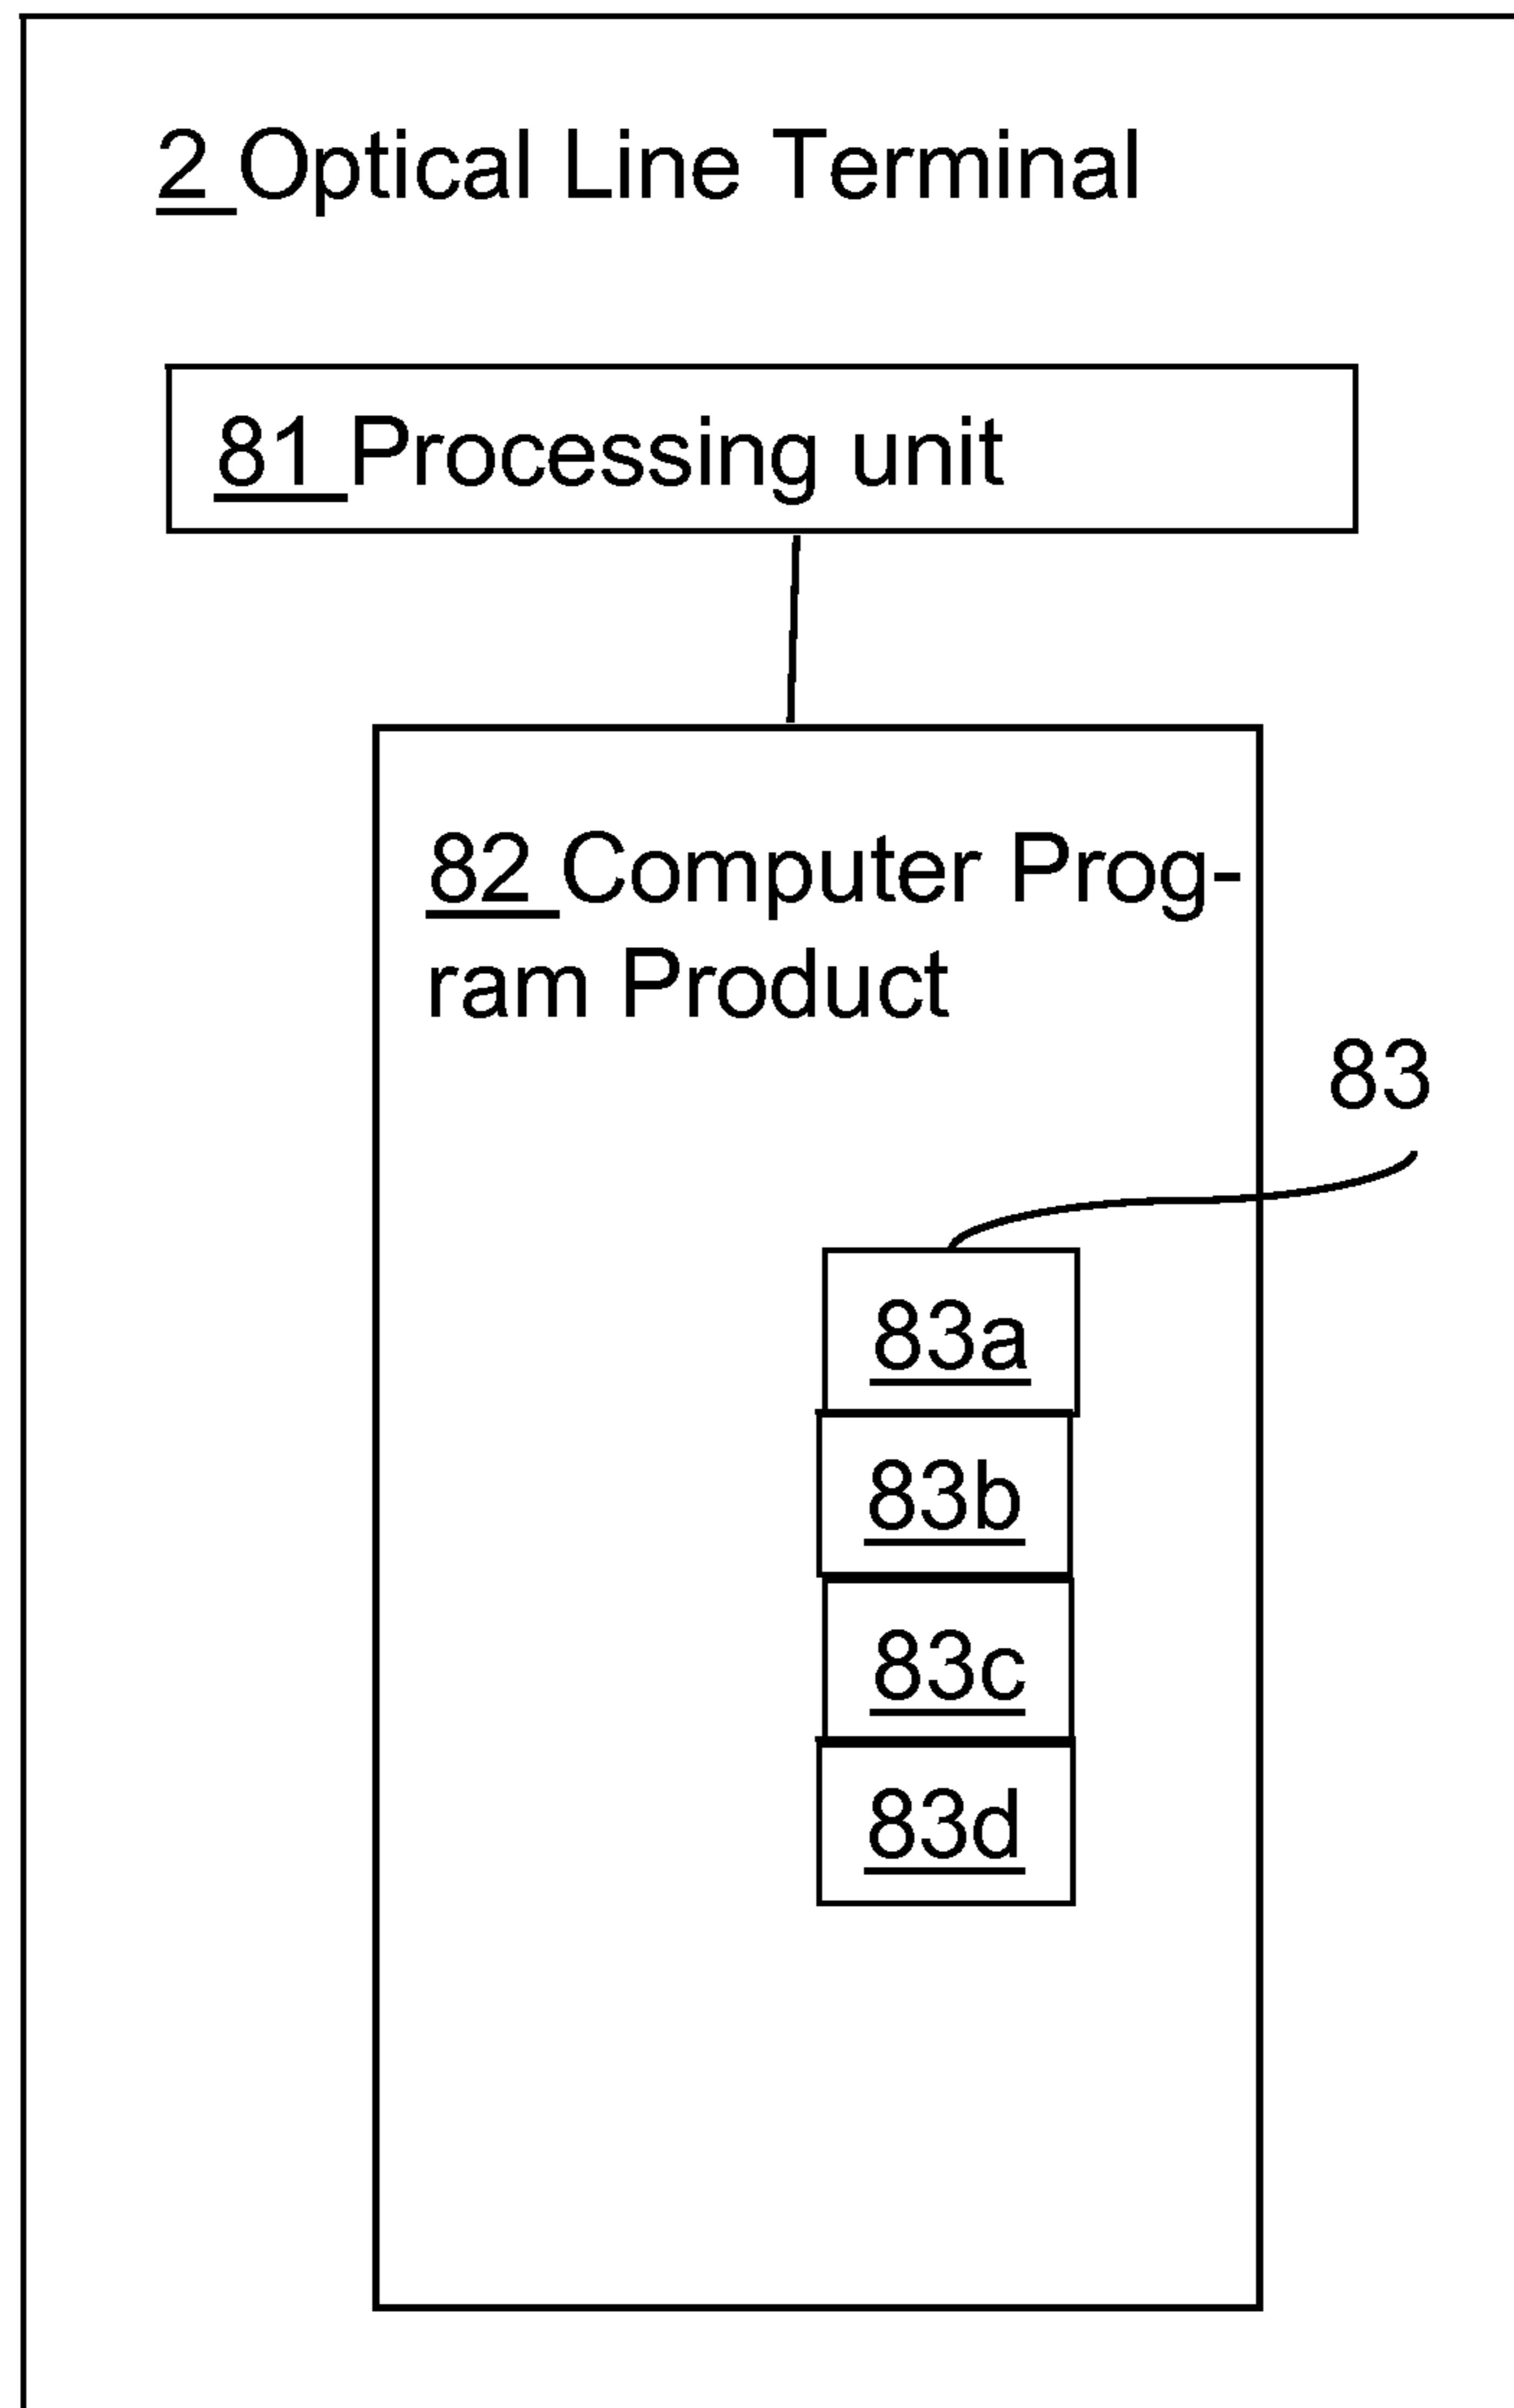 2 Optical Line Terminal
81 Processing unit
82 Computer Prog-
ram Product
83
83a
83b
83c
83d